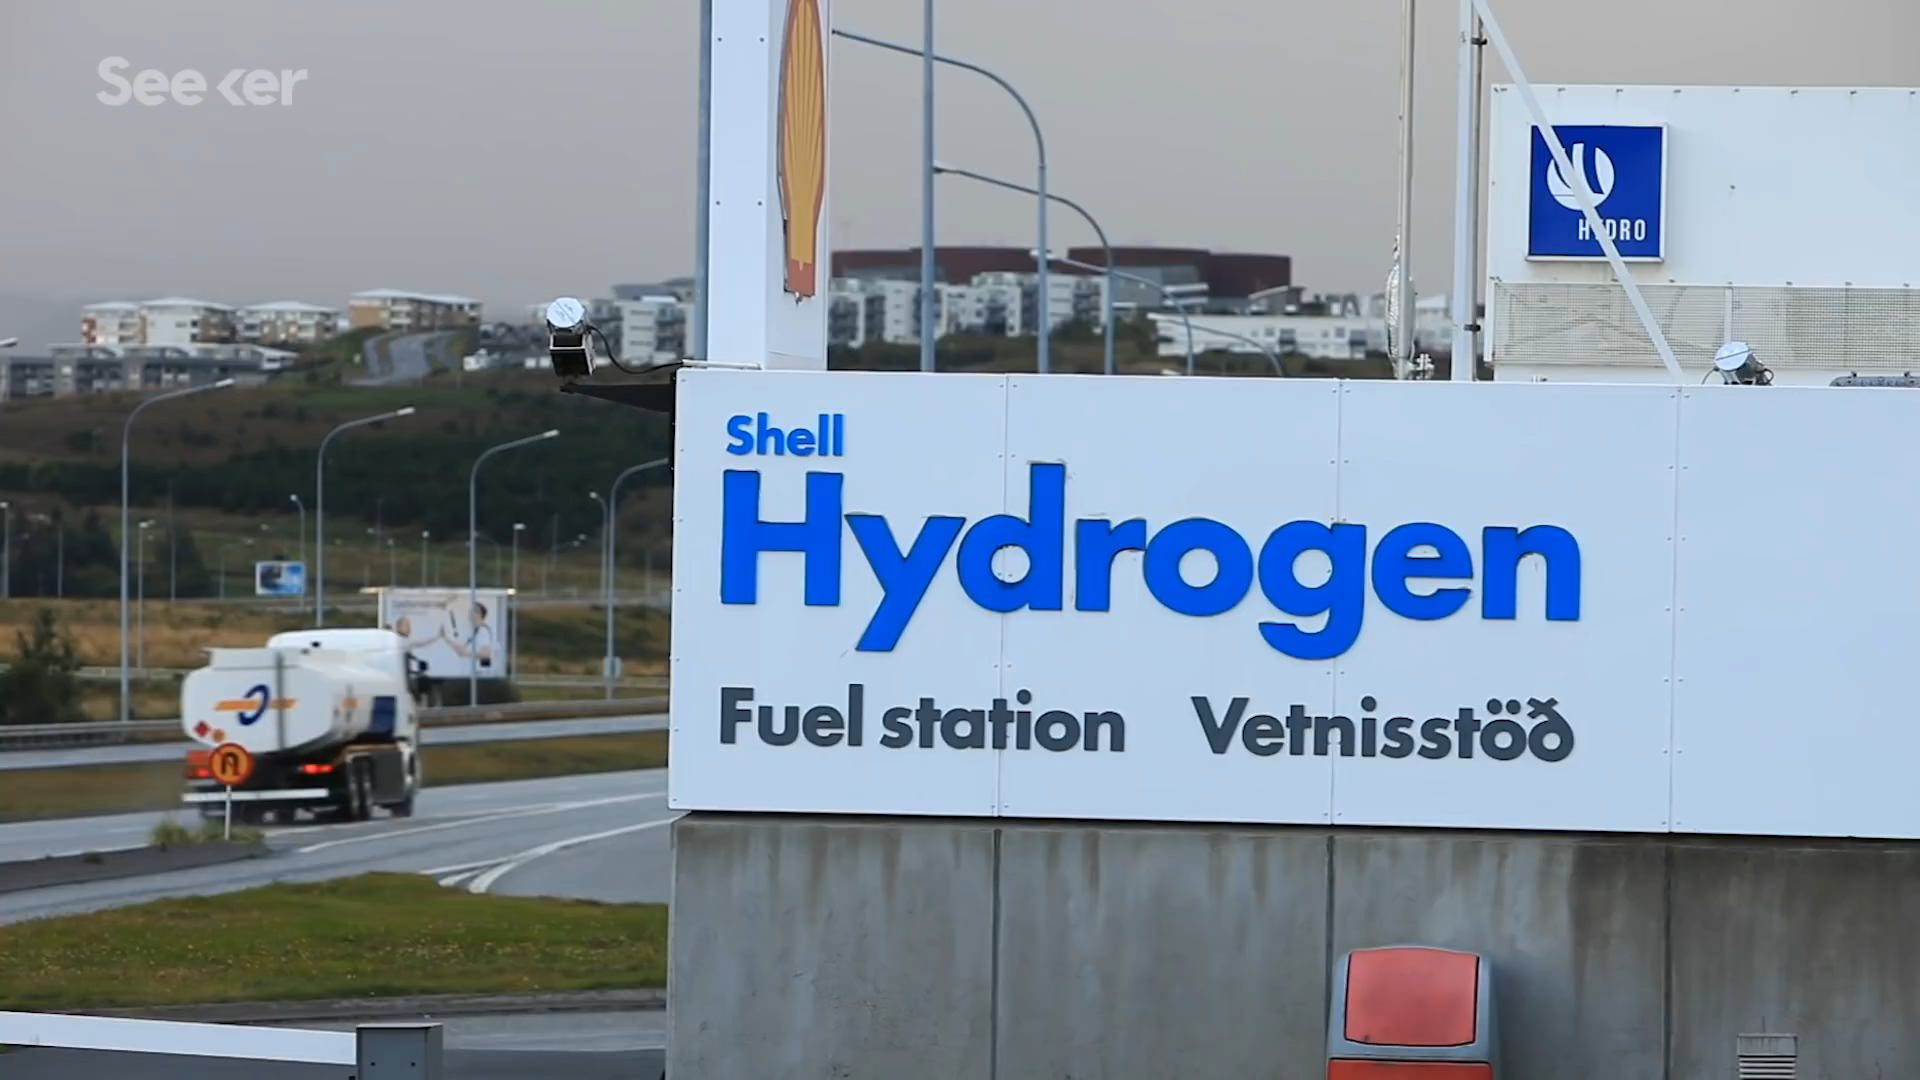 Seeker
HYDRO
Shell
Hydrogen
Fuel station Vetnisstöð